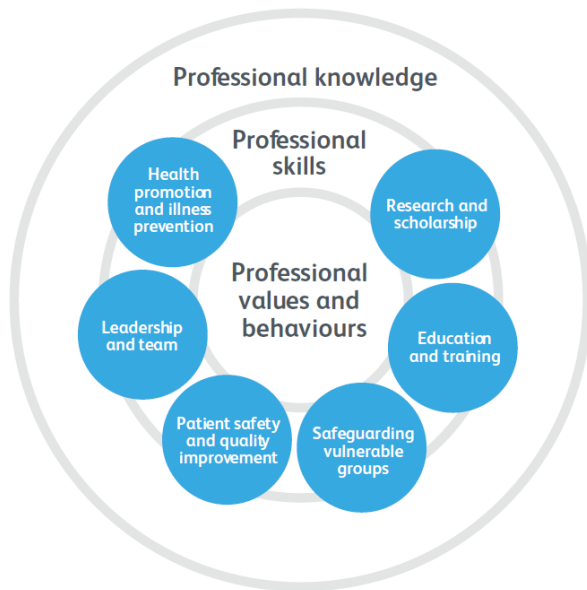 Professional knowledge
Professional
skills
Health
promotion
and illness
prevention
Research and
scholarship
Professional
values and
behaviours
Leadership
and team
Education
and training
Patient safety
and quality
improvement
Safeguarding
vulnerable
groups